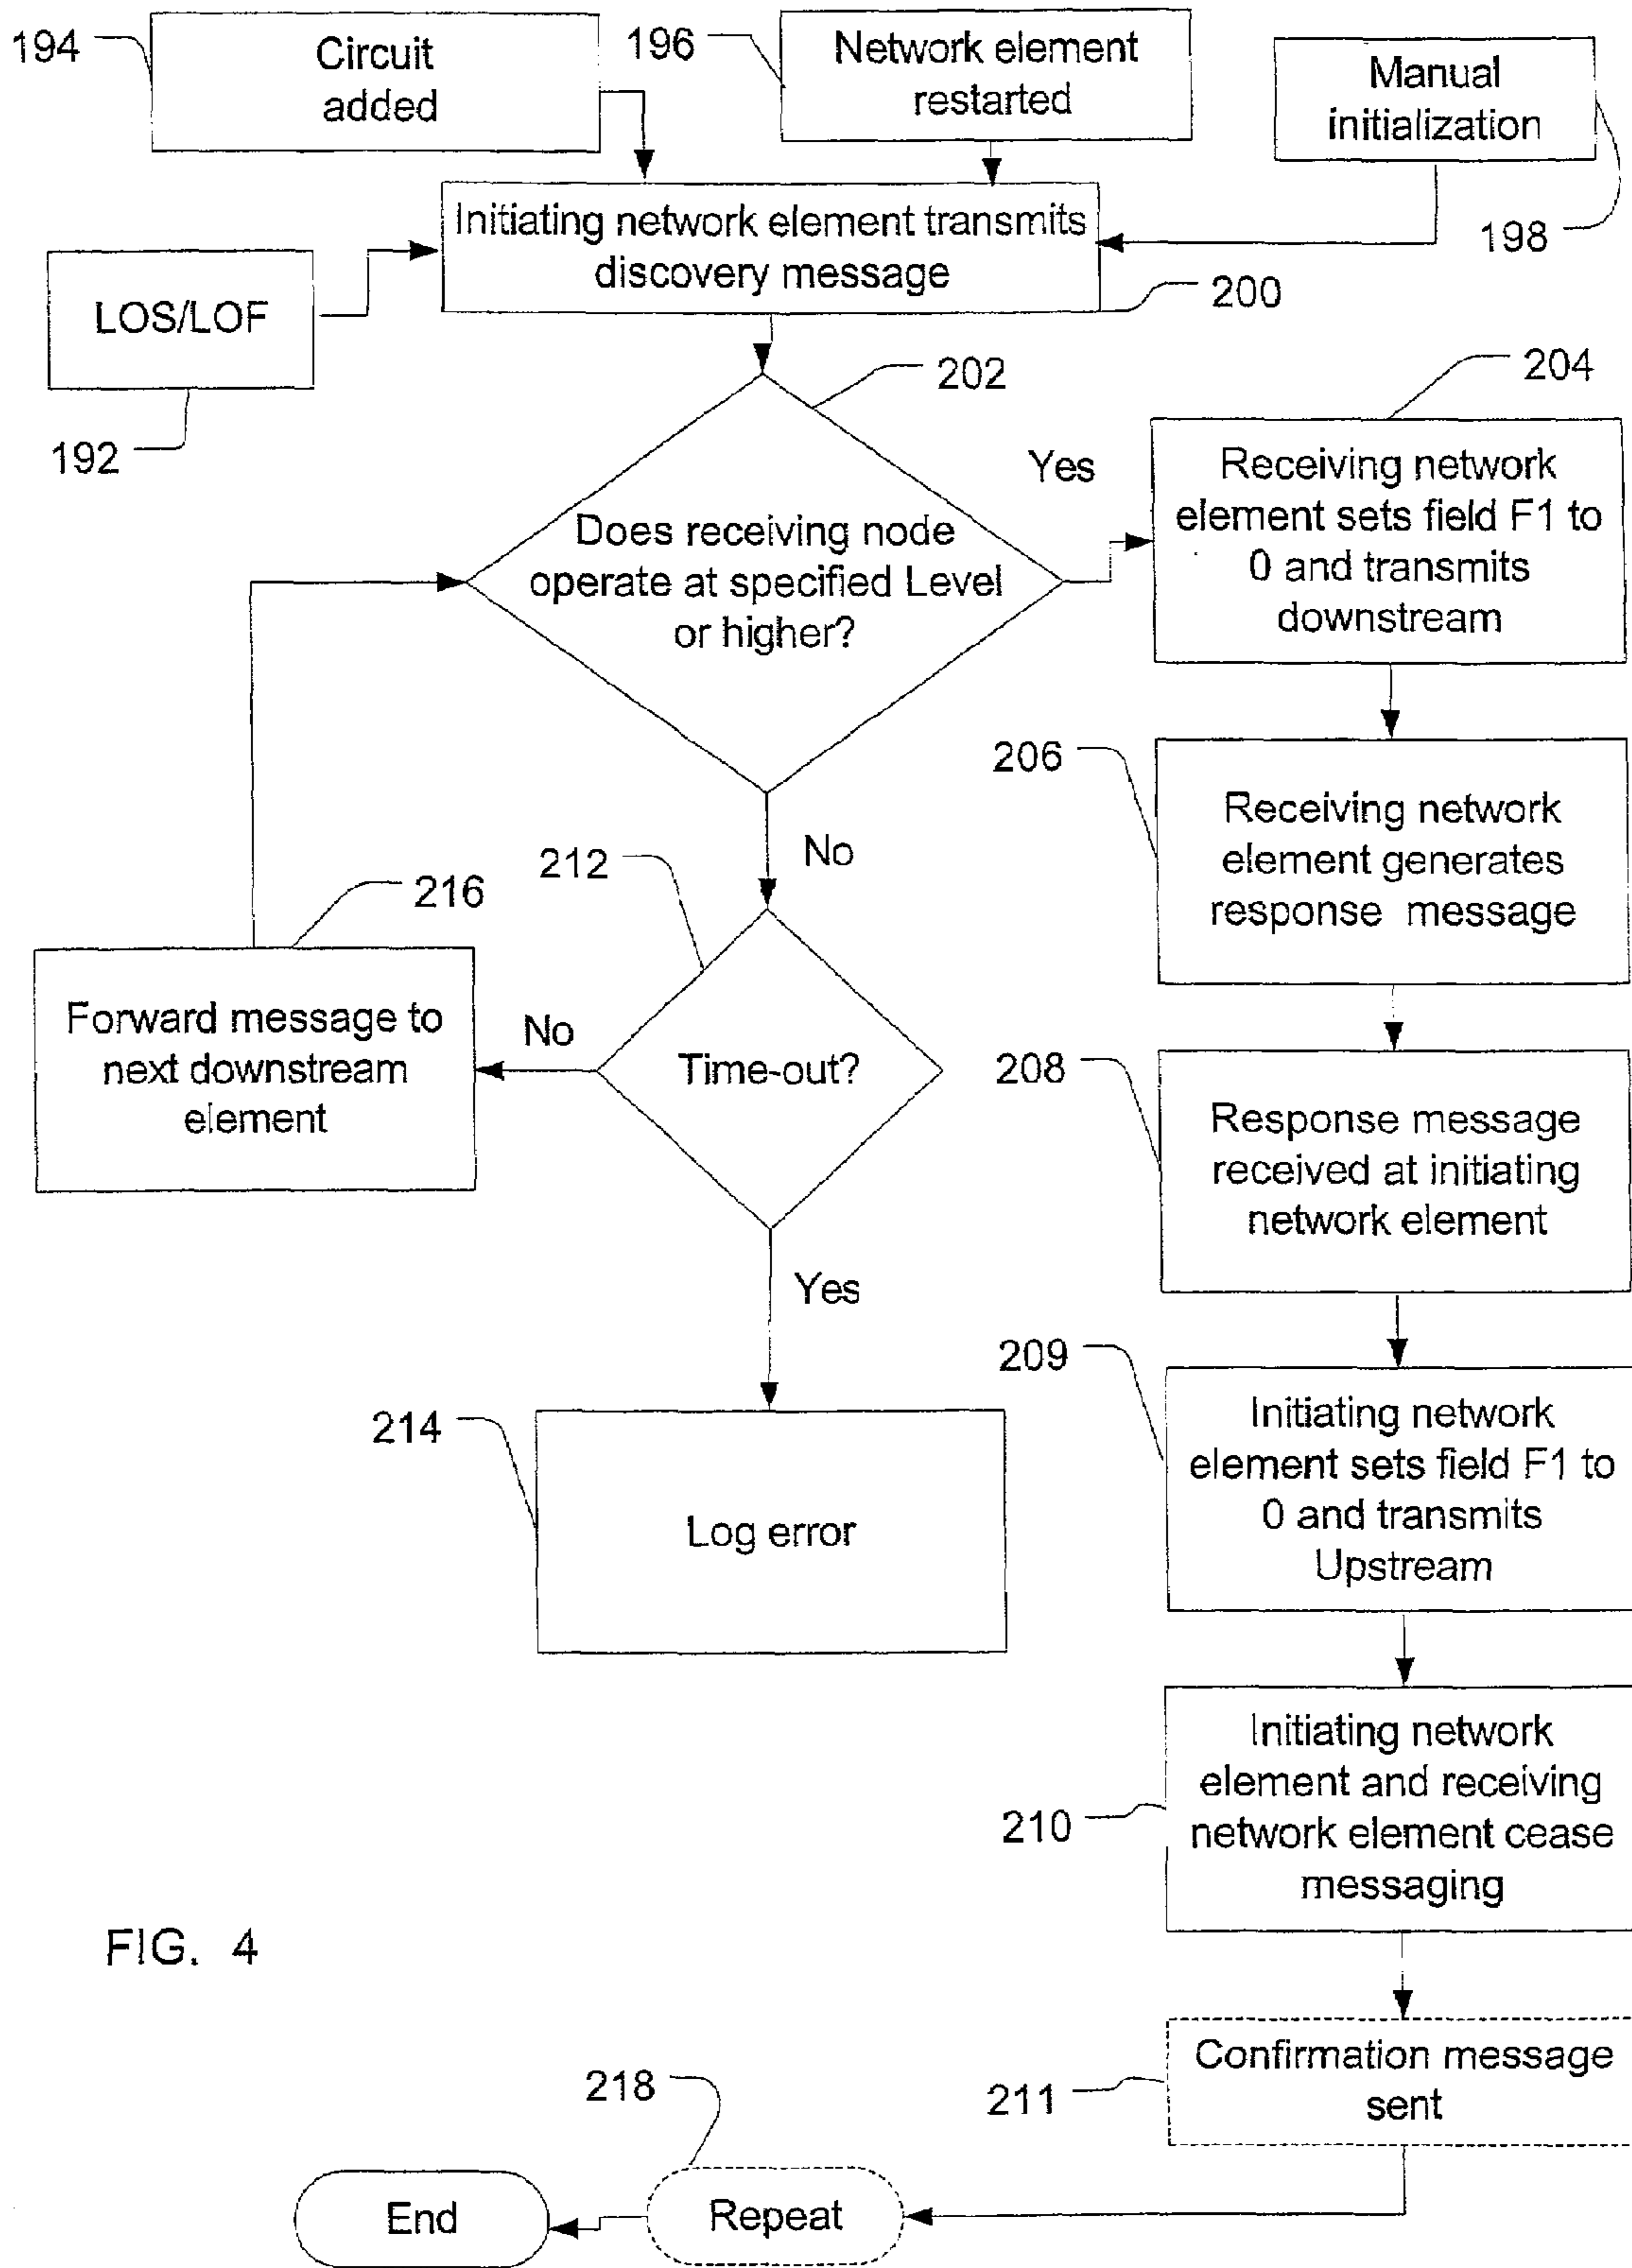 194
Circuit
added
196
Network element
restarted
Manual
initialization
198
Initiating network element transmits
discovery message
200
LOS/LOF
192
202
204
Does receiving node
operate at specified Level
or higher?
Yes
Receiving network
element sets field F1 to
0 and transmits
downstream
206
Receiving network
element generates
response message
No
212
216
Forward message to
next downstream
element
No
Time-out?
208
Response message
received at initiating
network element
Yes
209
Initiating network
element sets field F1 to
0 and transmits
Upstream
214
Log error
210
Initiating network
element and receiving
network element cease
messaging
FIG. 4
211
Confirmation message
sent
218
Repeat
End